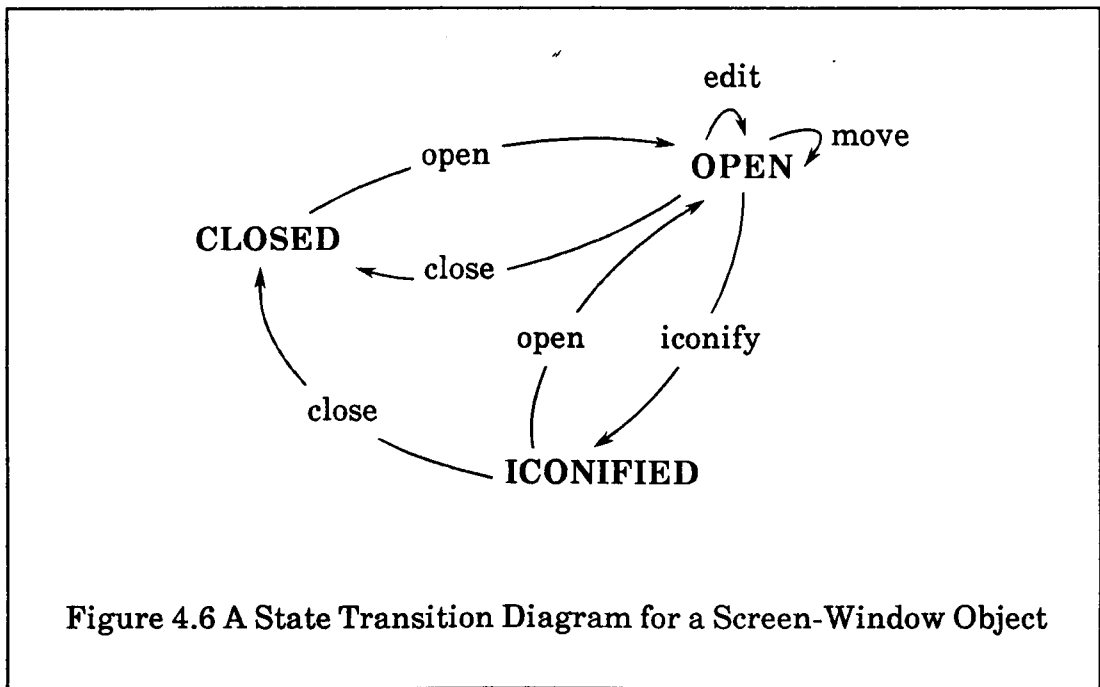 edit
move
open
OPEN
CLOSED
close
open
iconify
close
ICONIFIED
Figure 4.6 A State Transition Diagram for a Screen-Window Object